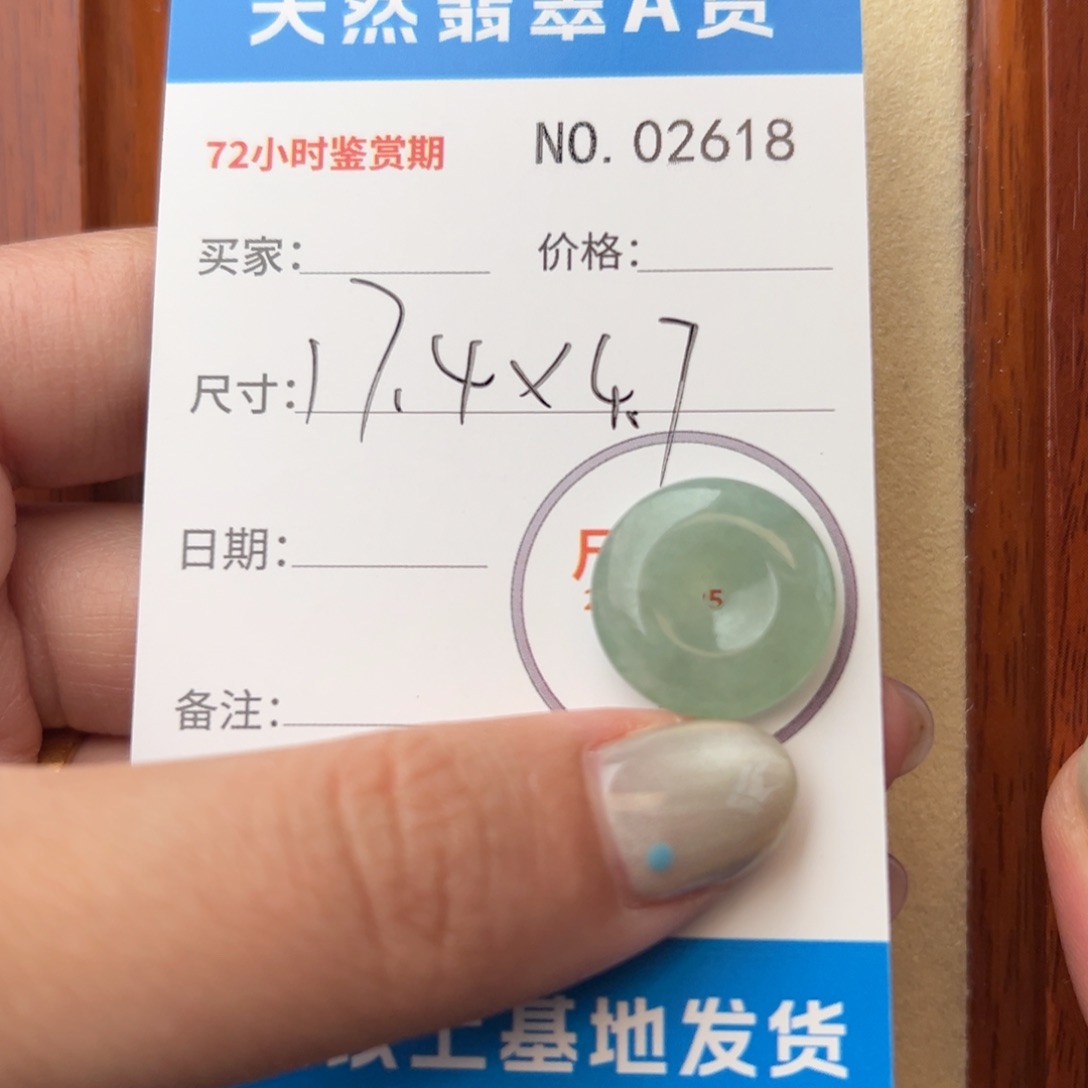 天然翡翠A货
72小时鉴赏期 NO. 02618
买家: 价格:
尺寸: 17.4×4.7
日期:
5
备注:
基地发货